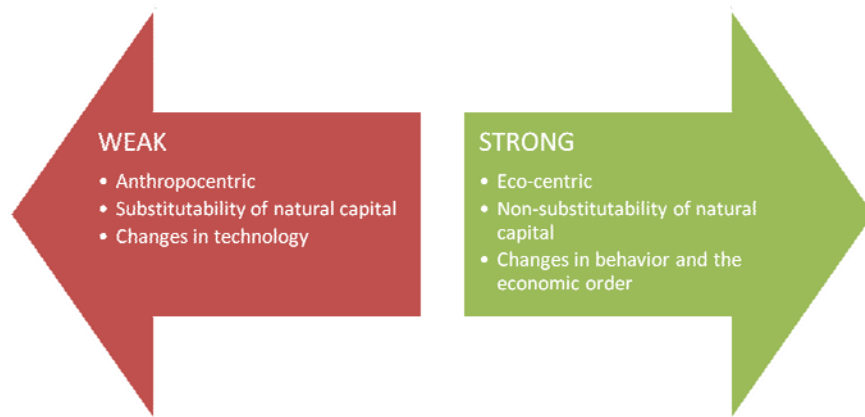 WEAK
• Anthropocentric
• Substitutability of natural capital
• Changes in technology
STRONG
• Eco-centric
• Non-substitutability of natural
capital
• Changes in behavior and the
economic order